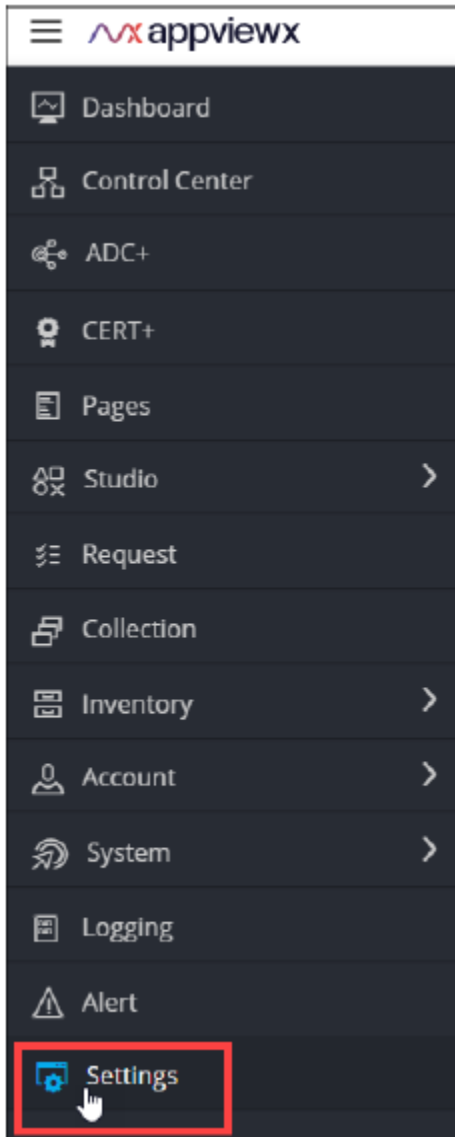 appviewx
Dashboard
Control Center
ADC+
CERT+
Pages
Studio
Request
Collection
Inventory
Account
System
Logging
Alert
Settings